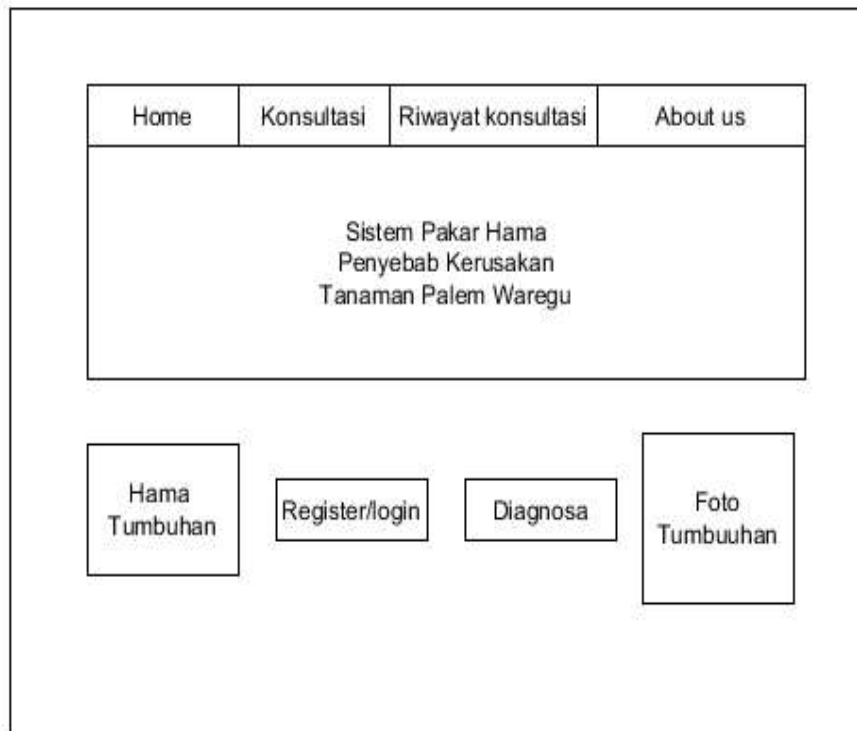 Home
Konsultasi
Riwayat konsultasi
About us
Sistem Pakar Hama
Penyebab Kerusakan
Tanaman Palem Waregu
Hama
Tumbuhan
Register/login
Diagnosa
Foto
Tumbuuhan